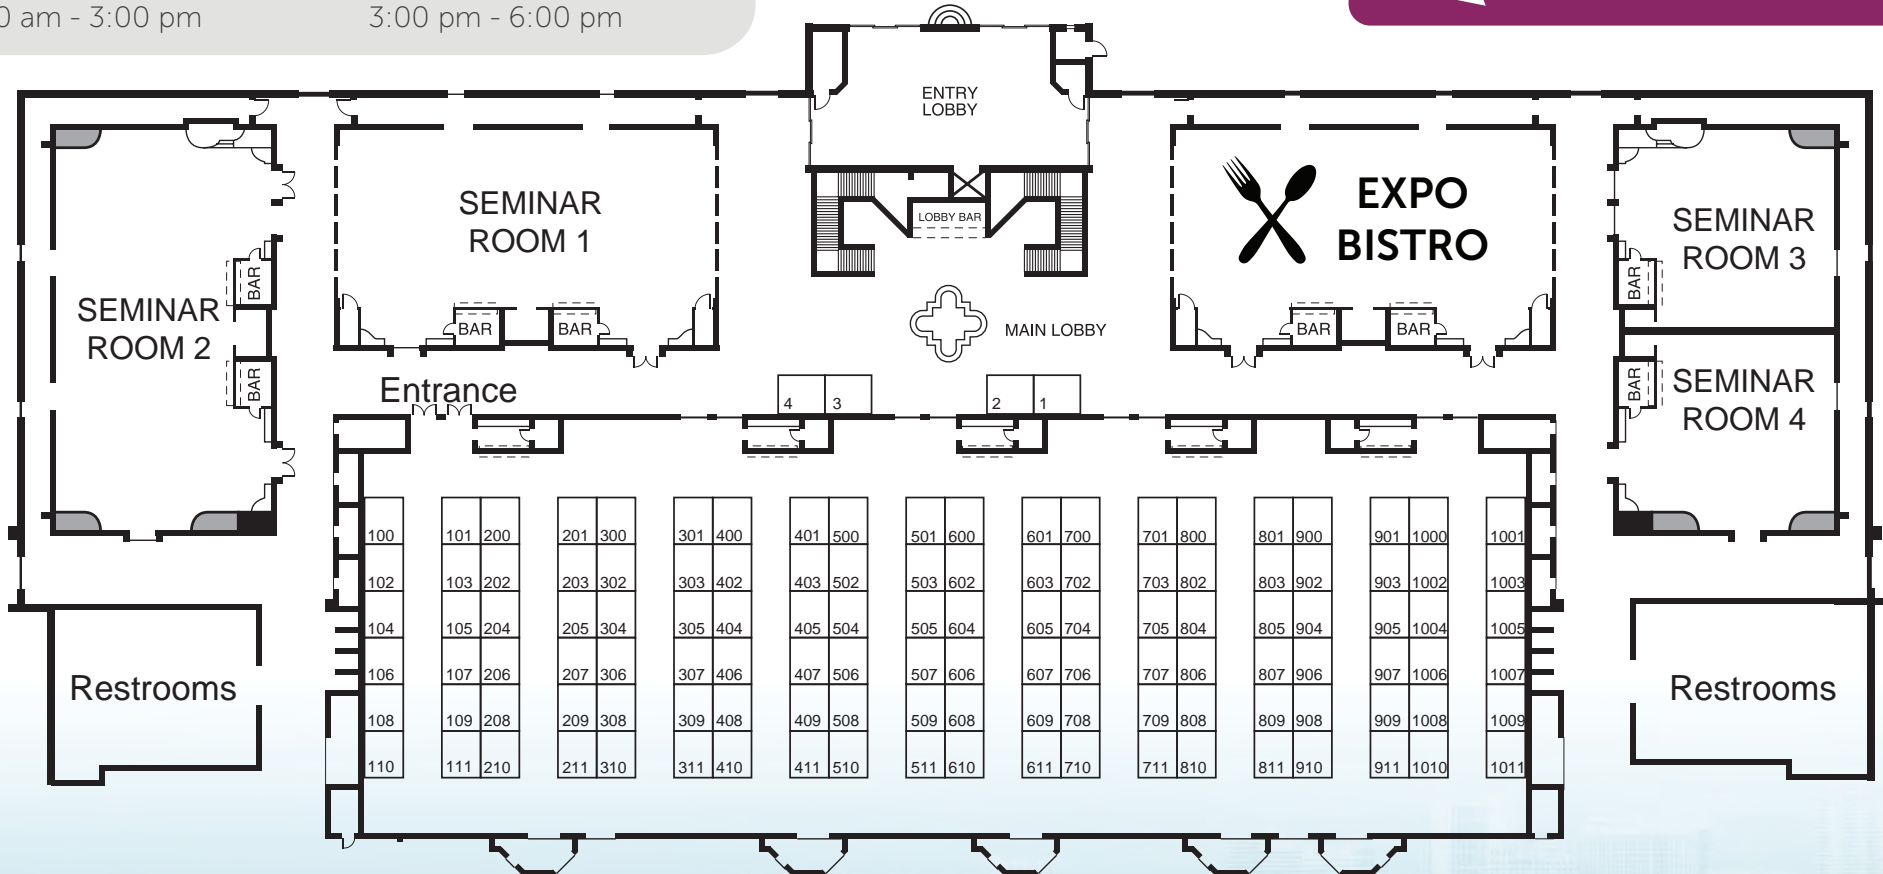 0 am - 3:00 pm
3:00 pm - 6:00 pm
ENTRY
LOBBY
LOBBY BAR
MAIN LOBBY
SEMINAR
ROOM 1
BAR
BAR
SEMINAR
ROOM 2
BAR
BAR
EXPO
BISTRO
BAR
BAR
SEMINAR
ROOM 3
BAR
SEMINAR
ROOM 4
BAR
Entrance
4 3 2 1
100 101 200 201 300 301 400 401 500 501 600 601 700 701 800 801 900 901 1000 1001
102 103 202 203 302 303 402 403 502 503 602 603 702 703 802 803 902 903 1002 1003
104 105 204 205 304 305 404 405 504 505 604 605 704 705 804 805 904 905 1004 1005
106 107 206 207 306 307 406 407 506 507 606 607 706 707 806 807 906 907 1006 1007
108 109 208 209 308 309 408 409 508 509 608 609 708 709 808 809 908 909 1008 1009
110 111 210 211 310 311 410 411 510 511 610 611 710 711 810 811 910 911 1010 1011
Restrooms
Restrooms